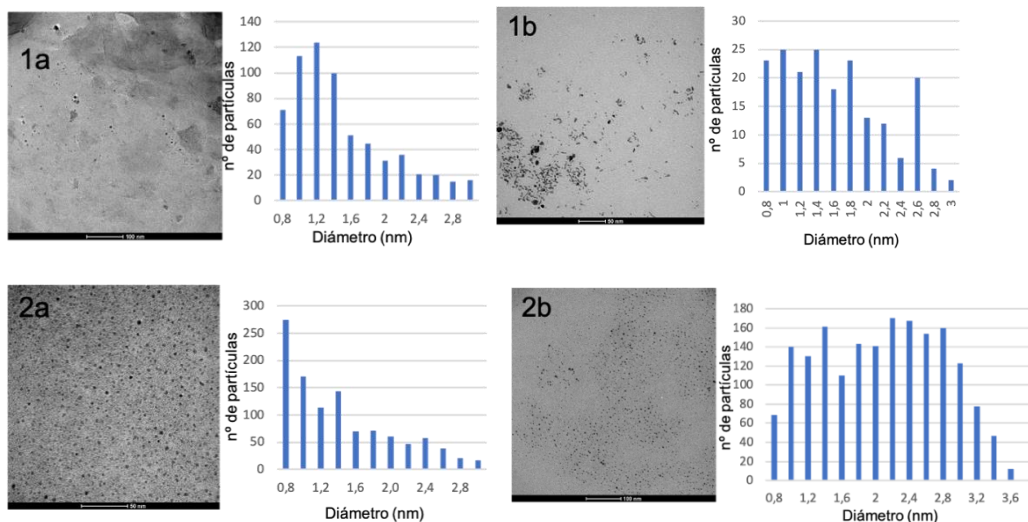 1a
nº de partículas
140
120
100
80
60
40
20
0
0,8 1,2 1,6 2 2,4 2,8
Diámetro (nm)
100 nm
1b
nº de partículas
30
25
20
15
10
5
0
0,8 1 1,2 1,4 1,6 1,8 2 2,2 2,4 2,6 2,8 3
Diámetro (nm)
50 nm
2a
nº de partículas
300
250
200
150
100
50
0
0,8 1,2 1,6 2,0 2,4 2,8
Diámetro (nm)
50 nm
2b
nº de partículas
180
160
140
120
100
80
60
40
20
0
0,8 1,2 1,6 2 2,4 2,8 3,2 3,6
Diámetro (nm)
100 nm